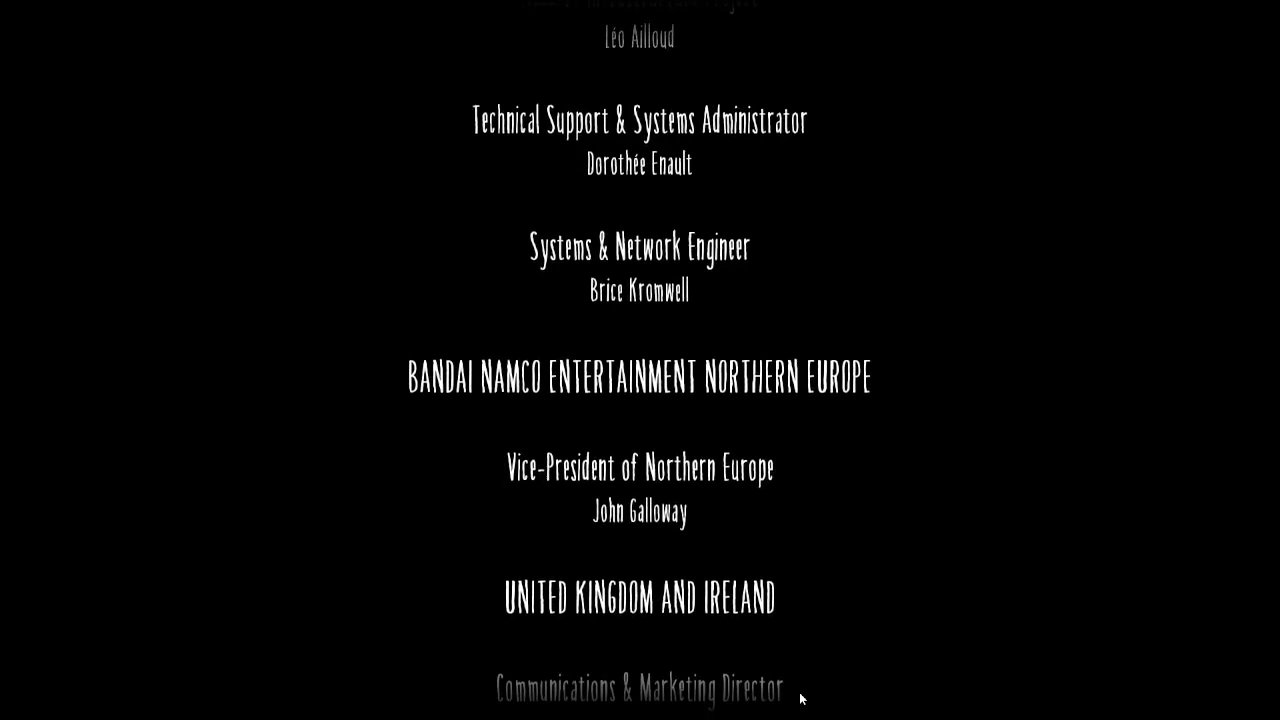 Léo Ailloud
Technical Support & Systems Administrator
Dorothée Enault
Systems & Network Engineer
Brice Kromwell
BANDAI NAMCO ENTERTAINMENT NORTHERN EUROPE
Vice-President of Northern Europe
John Galloway
UNITED KINGDOM AND IRELAND
Communications & Marketing Director